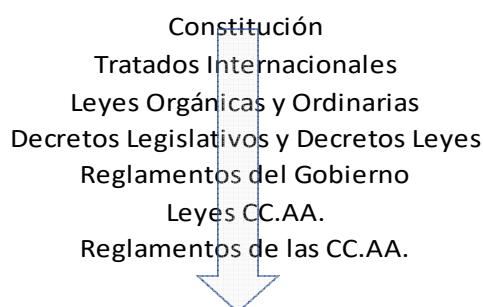 Constitución
Tratados Internacionales
Leyes Orgánicas y Ordinarias
Decretos Legislativos y Decretos Leyes
Reglamentos del Gobierno
Leyes CC.AA.
Reglamentos de las CC.AA.